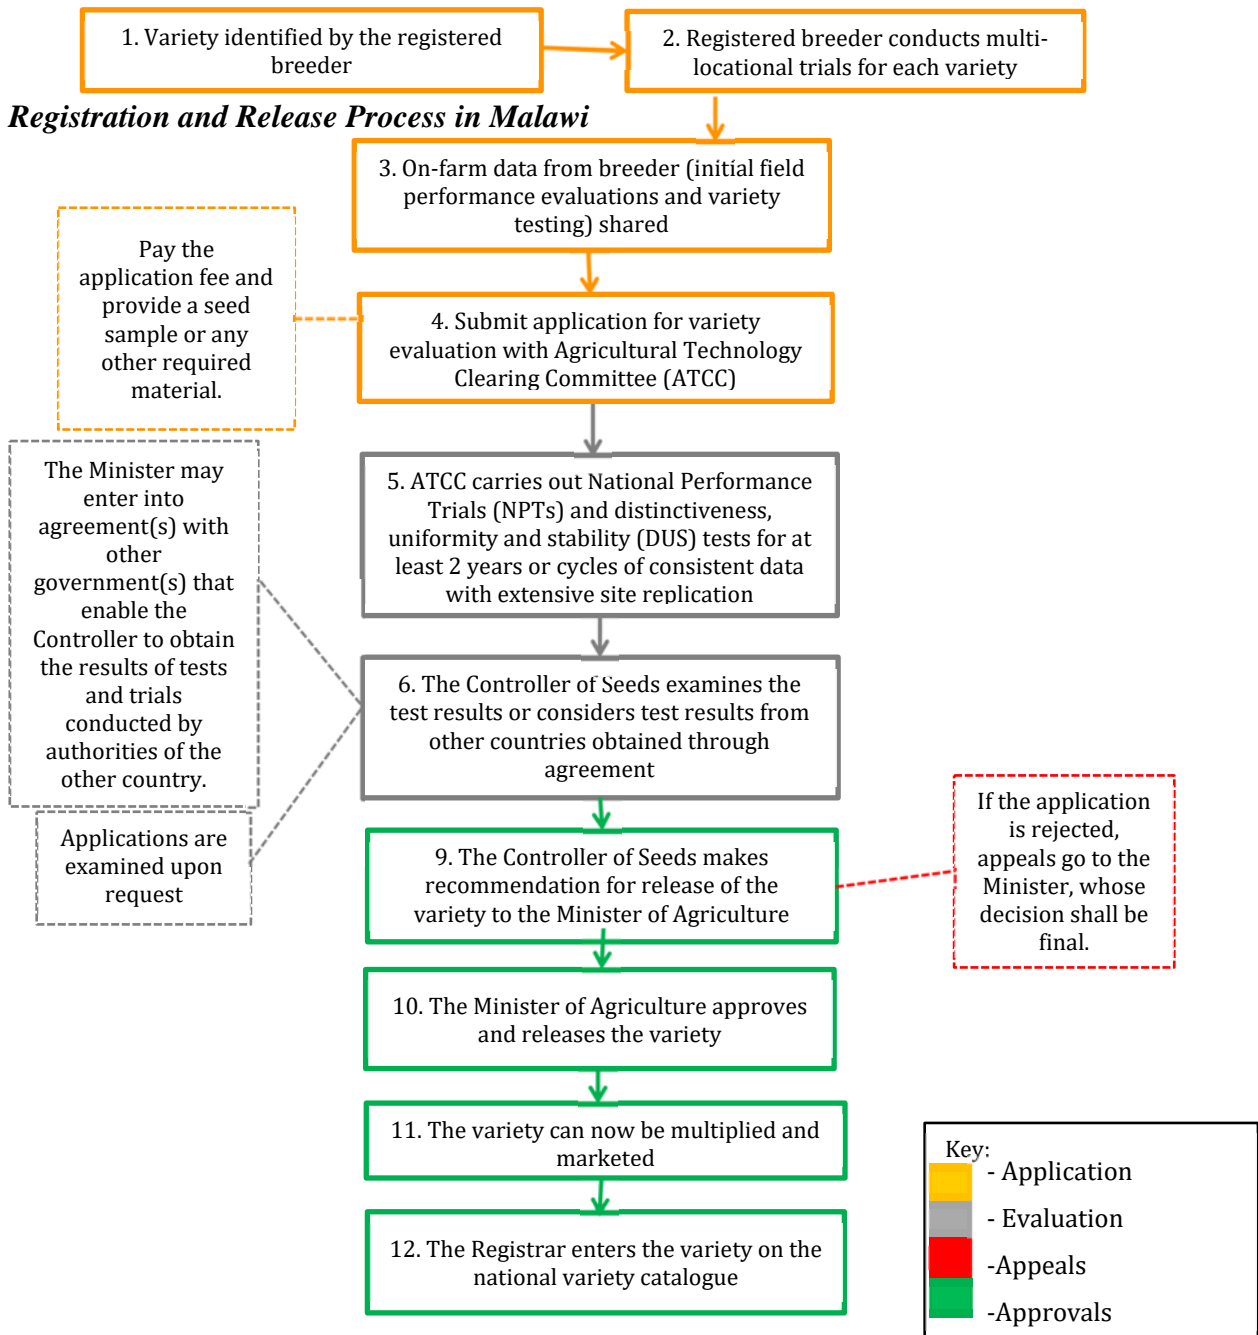 1. Variety identified by the registered
breeder
2. Registered breeder conducts multi-
locational trials for each variety
Registration and Release Process in Malawi
3. On-farm data from breeder (initial field
performance evaluations and variety
testing) shared
Pay the
application fee and
provide a seed
sample or any
other required
material.
4. Submit application for variety
evaluation with Agricultural Technology
Clearing Committee (ATCC)
The Minister may
enter into
agreement(s) with
other
government(s) that
enable the
Controller to obtain
the results of tests
and trials
conducted by
authorities of the
other country.
5. ATCC carries out National Performance
Trials (NPTs) and distinctiveness,
uniformity and stability (DUS) tests for at
least 2 years or cycles of consistent data
with extensive site replication
6. The Controller of Seeds examines the
test results or considers test results from
other countries obtained through
agreement
Applications are
examined upon
request
9. The Controller of Seeds makes
recommendation for release of the
variety to the Minister of Agriculture
If the application
is rejected,
appeals go to the
Minister, whose
decision shall be
final.
10. The Minister of Agriculture approves
and releases the variety
11. The variety can now be multiplied and
marketed
12. The Registrar enters the variety on the
national variety catalogue
Key:
- Application
- Evaluation
-Appeals
-Approvals